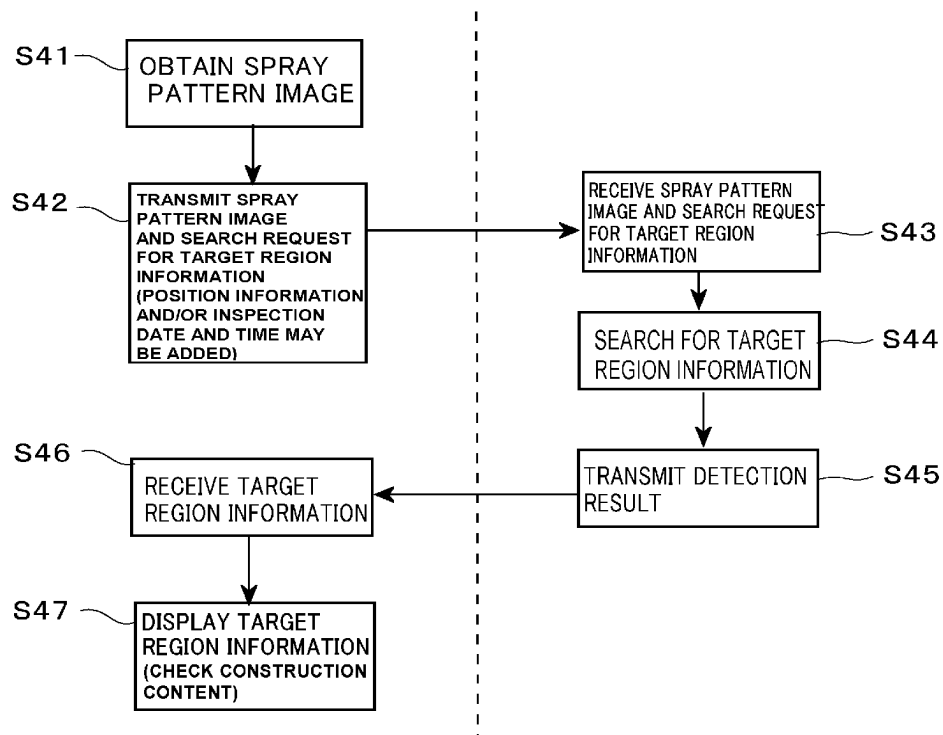 S41
OBTAIN SPRAY
PATTERN IMAGE
S42
TRANSMIT SPRAY
PATTERN IMAGE
AND SEARCH REQUEST
FOR TARGET REGION
INFORMATION
(POSITION INFORMATION
AND/OR INSPECTION
DATE AND TIME MAY
BE ADDED)
RECEIVE SPRAY PATTERN
IMAGE AND SEARCH REQUEST
FOR TARGET REGION
INFORMATION
S43
SEARCH FOR TARGET
REGION INFORMATION
S44
TRANSMIT DETECTION
RESULT
S45
S46
RECEIVE TARGET
REGION INFORMATION
S47
DISPLAY TARGET
REGION INFORMATION
(CHECK CONSTRUCTION
CONTENT)